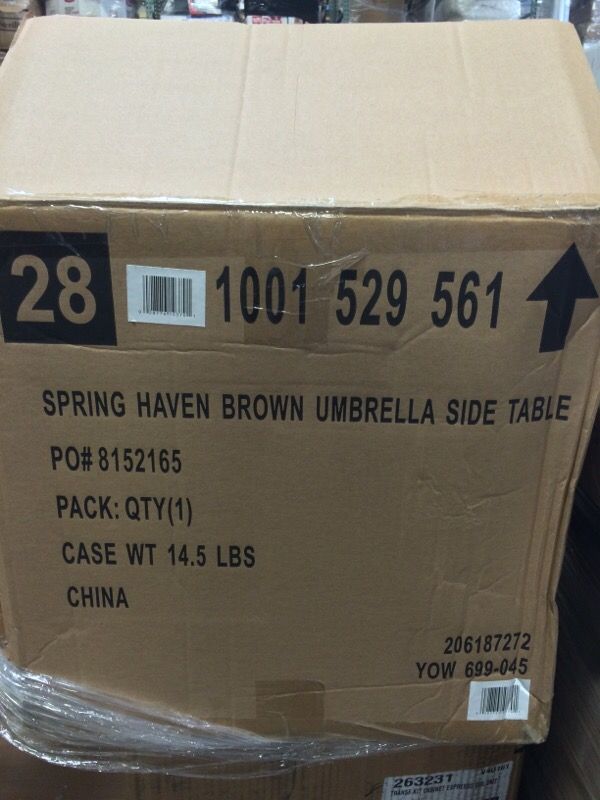 28 1001 529 561
SPRING HAVEN BROWN UMBRELLA SIDE TABLE
PO# 8152165
PACK: QTY(1)
CASE WT 14.5 LBS
CHINA
206187272
YOW 699-045
263231